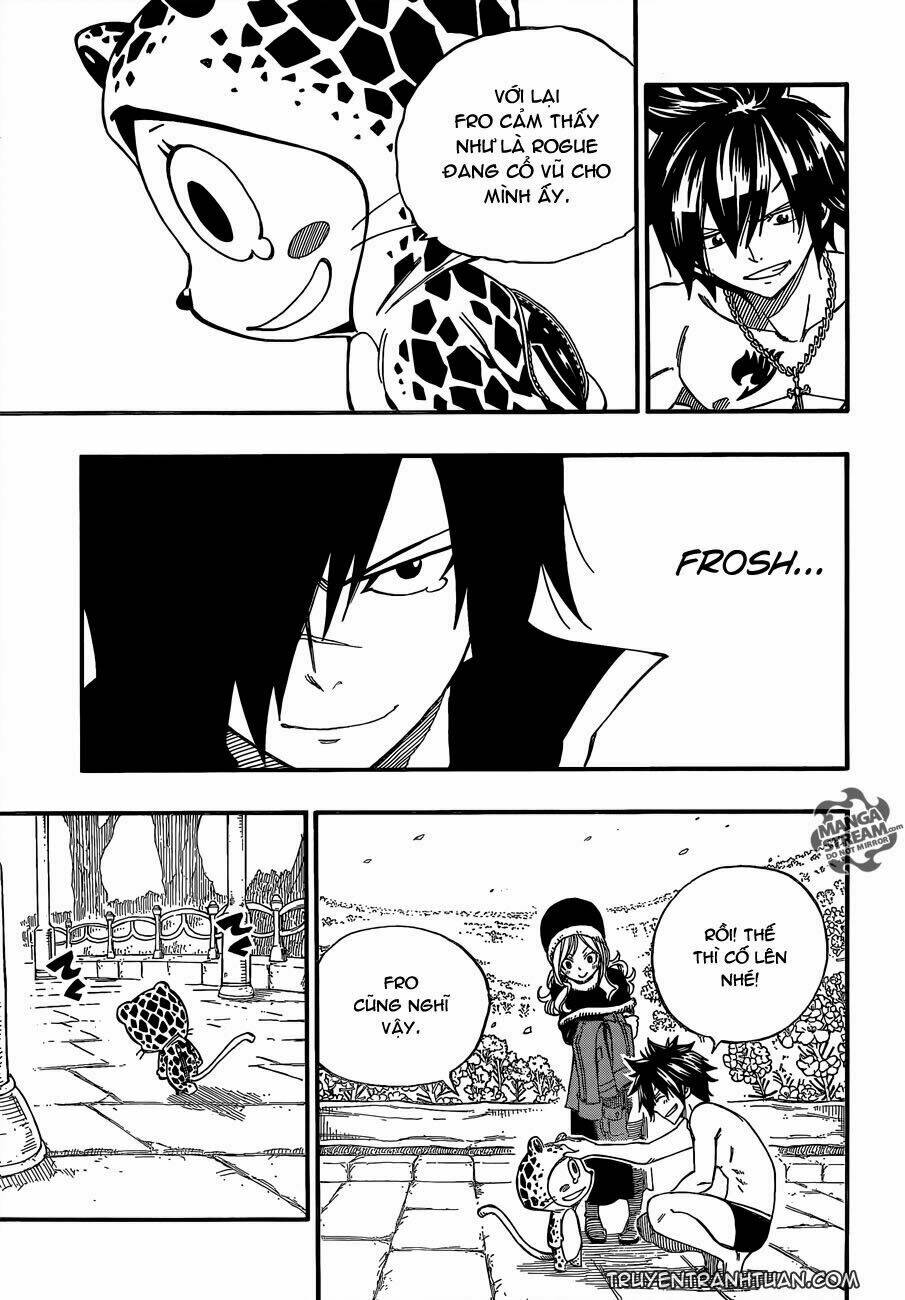 VỚI LẠI
FRO CẢM THẤY
NHƯ LÀ ROGUE
ĐANG CỔ VŨ CHO
MÌNH ẤY.
FROSH...
MANGA
STREAM.com
DO NOT MIRROR
RỒI! THẾ
THÌ CỐ LÊN
NHÉ!
FRO
CŨNG NGHĨ
VẬY.
TRUYENTRANHTUAN.COM